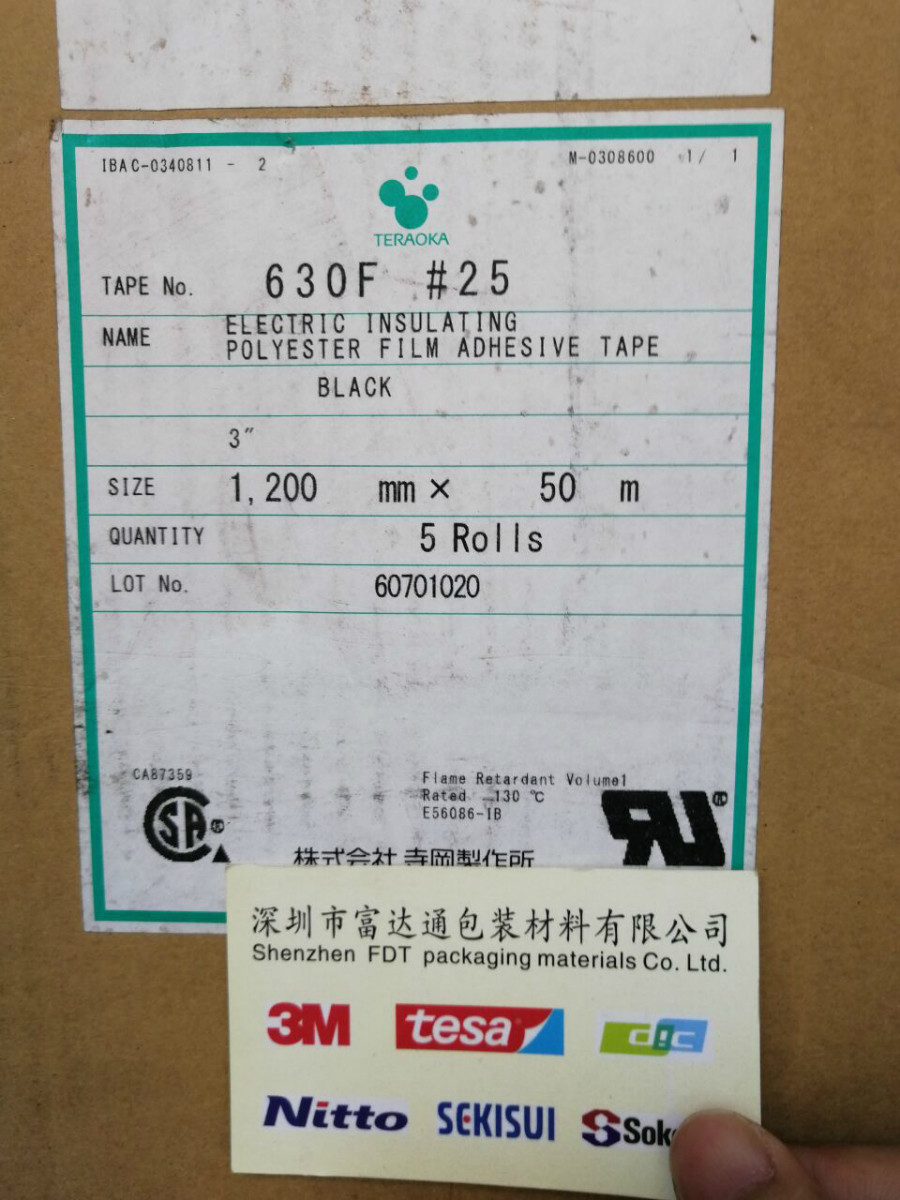 IBAC-0340811 - 2
M-0308600 1/ 1
TERAOKA
TAPE No. 630F #25
NAME ELECTRIC INSULATING
POLYESTER FILM ADHESIVE TAPE
BLACK
3″
SIZE 1,200 mm × 50 m
QUANTITY 5 Rolls
LOT No. 60701020
CA87359
Flame Retardant Volume1
Rated 130 ℃
E56086-1B
SA®
RU®
株式会社 寺岡製作所
深圳市富达通包装材料有限公司
Shenzhen FDT packaging materials Co. Ltd.
3M
tesa
dic
Nitto
SEKISUI